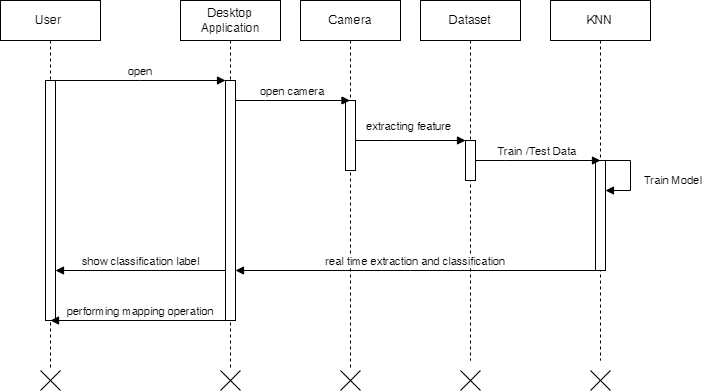 User
Desktop
Application
Camera
Dataset
KNN
open
open camera
extracting feature
Train /Test Data
Train Model
show classification label
real time extraction and classification
performing mapping operation